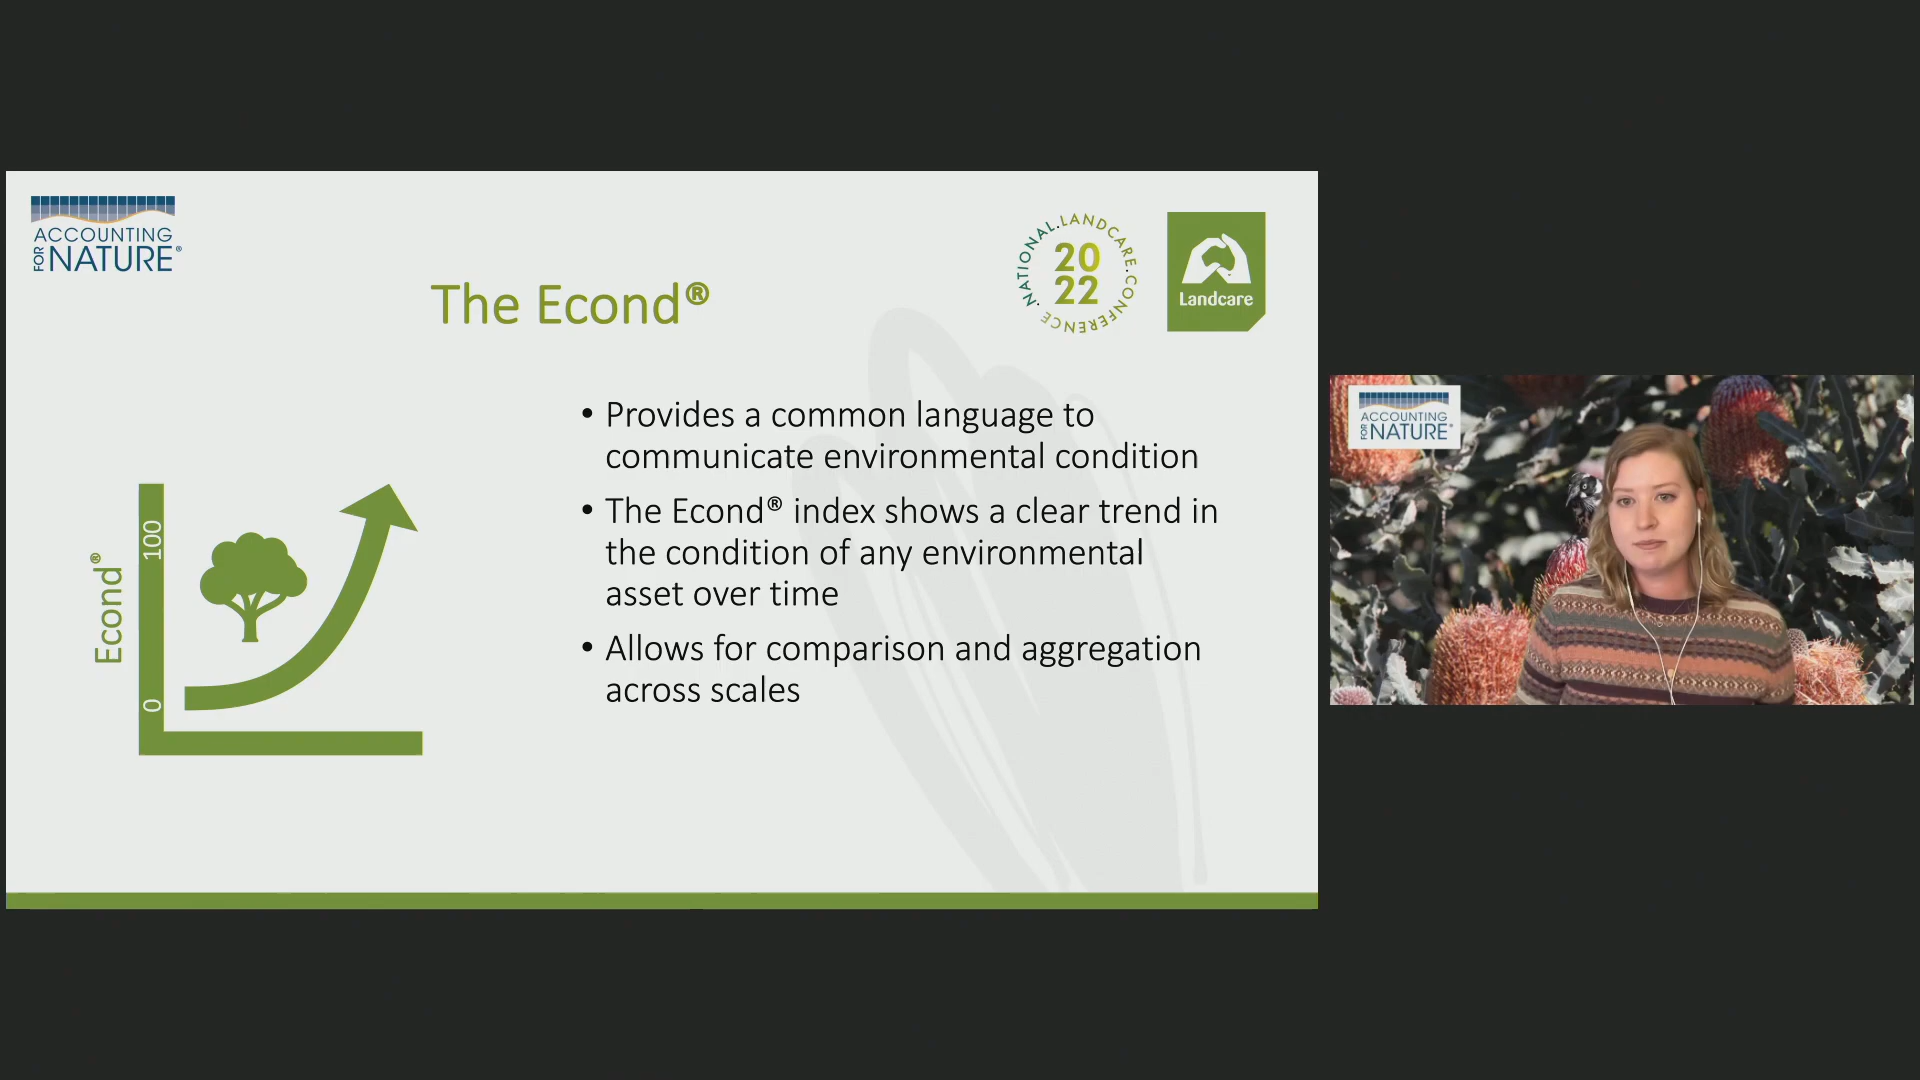 ACCOUNTING
FOR NATURE®
The Econd®
NATIONAL.LANDCARE.CONFERENCE.
20
22
Landcare
• Provides a common language to
communicate environmental condition
• The Econd® index shows a clear trend in
the condition of any environmental
asset over time
• Allows for comparison and aggregation
across scales
Econd®
100
0
ACCOUNTING
FOR NATURE®